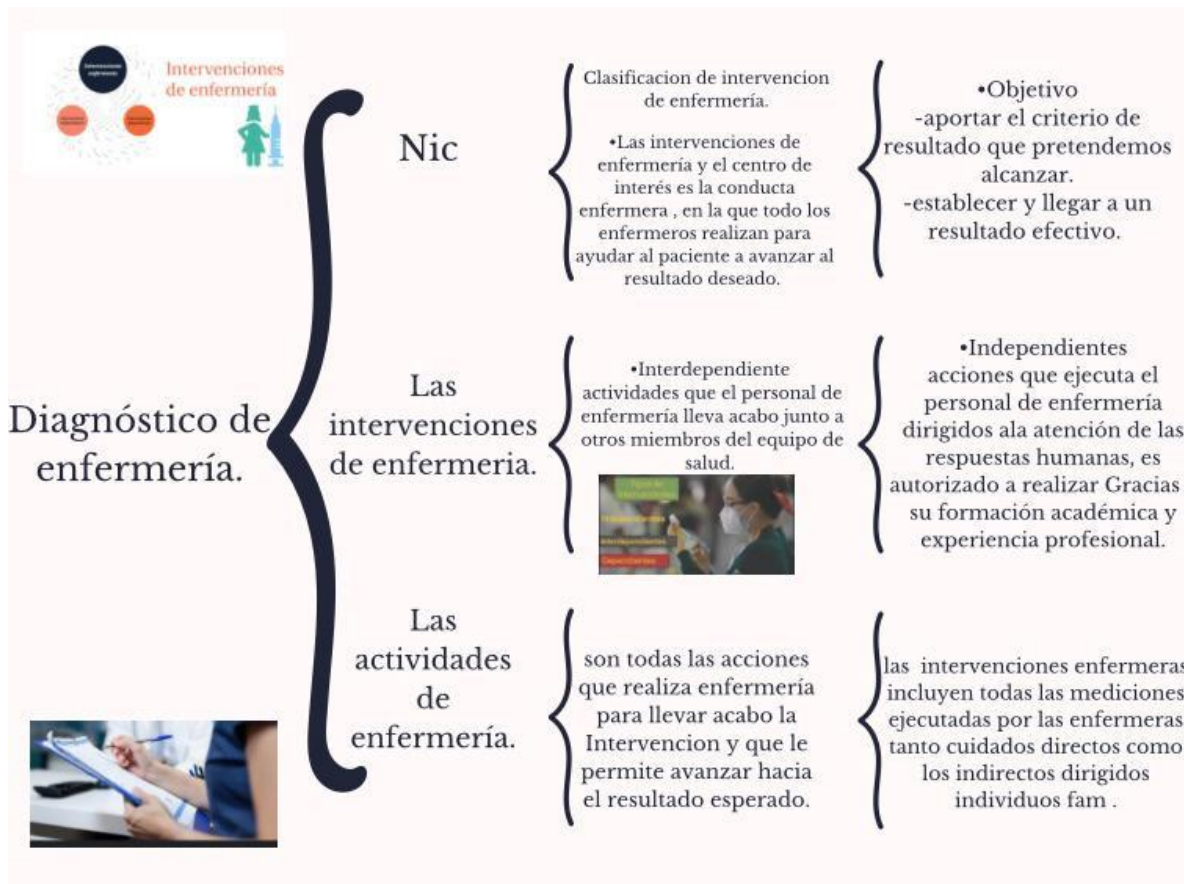 Intervenciones
de enfermería
Diagnóstico de
enfermería.
Nic
Clasificacion de intervencion
de enfermería.
•Las intervenciones de
enfermería y el centro de
interés es la conducta
enfermera , en la que todo los
enfermeros realizan para
ayudar al paciente a avanzar al
resultado deseado.
•Objetivo
-aportar el criterio de
resultado que pretendemos
alcanzar.
-establecer y llegar a un
resultado efectivo.
Las
intervenciones
de enfermeria.
•Interdependiente
actividades que el personal de
enfermería lleva acabo junto a
otros miembros del equipo de
salud.
interdependientes
Dependientes
•Independientes
acciones que ejecuta el
personal de enfermería
dirigidos ala atención de las
respuestas humanas, es
autorizado a realizar Gracias
su formación académica y
experiencia profesional.
Las
actividades
de
enfermería.
son todas las acciones
que realiza enfermería
para llevar acabo la
Intervencion y que le
permite avanzar hacia
el resultado esperado.
las intervenciones enfermeras
incluyen todas las mediciones
ejecutadas por las enfermeras
tanto cuidados directos como
los indirectos dirigidos
individuos fam .